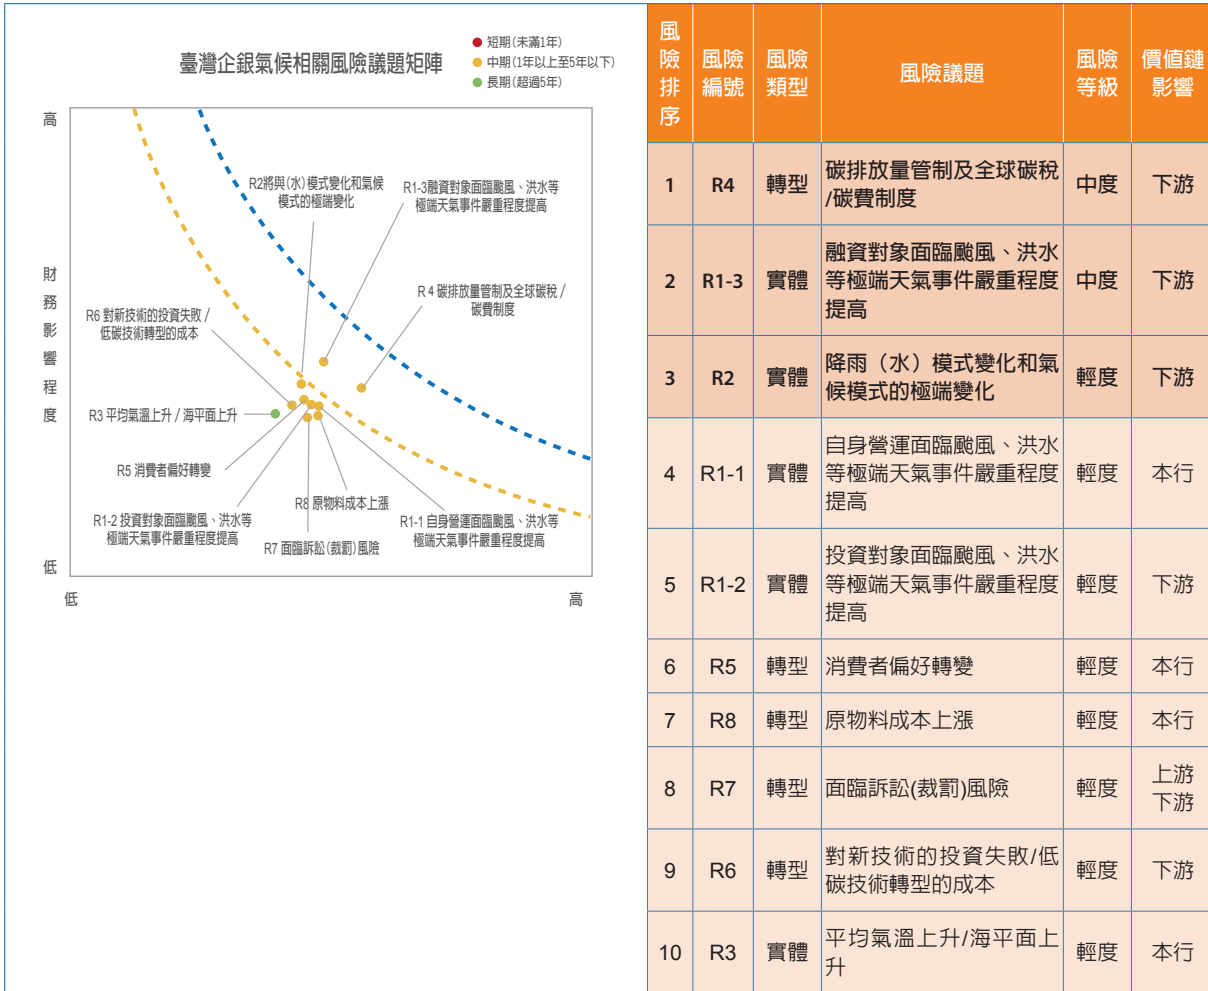 臺灣企銀氣候相關風險議題矩陣
短期(未滿1年)
中期(1年以上至5年以下)
長期(超過5年)
高
財
務
影
響
程
度
低
低
高
R2將與(水)模式變化和氣候
模式的極端變化
R1-3融資對象面臨颱風、洪水等
極端天氣事件嚴重程度提高
R 4 碳排放量管制及全球碳稅 /
碳費制度
R6 對新技術的投資失敗 /
低碳技術轉型的成本
R3 平均氣溫上升 / 海平面上升
R5 消費者偏好轉變
R8 原物料成本上漲
R1-2 投資對象面臨颱風、洪水等
極端天氣事件嚴重程度提高
R7 面臨訴訟(裁罰)風險
R1-1 自身營運面臨颱風、洪水等
極端天氣事件嚴重程度提高
風
險
排
序
風險
編號
風險
類型
風險議題
風險
等級
價值鏈
影響
1
R4
轉型
碳排放量管制及全球碳稅
/碳費制度
中度
下游
2
R1-3
實體
融資對象面臨颱風、洪水
等極端天氣事件嚴重程度
提高
中度
下游
3
R2
實體
降雨（水）模式變化和氣
候模式的極端變化
輕度
下游
4
R1-1
實體
自身營運面臨颱風、洪水
等極端天氣事件嚴重程度
提高
輕度
本行
5
R1-2
實體
投資對象面臨颱風、洪水
等極端天氣事件嚴重程度
提高
輕度
下游
6
R5
轉型
消費者偏好轉變
輕度
本行
7
R8
轉型
原物料成本上漲
輕度
本行
8
R7
轉型
面臨訴訟(裁罰)風險
輕度
上游
下游
9
R6
轉型
對新技術的投資失敗/低
碳技術轉型的成本
輕度
下游
10
R3
實體
平均氣溫上升/海平面上
升
輕度
本行